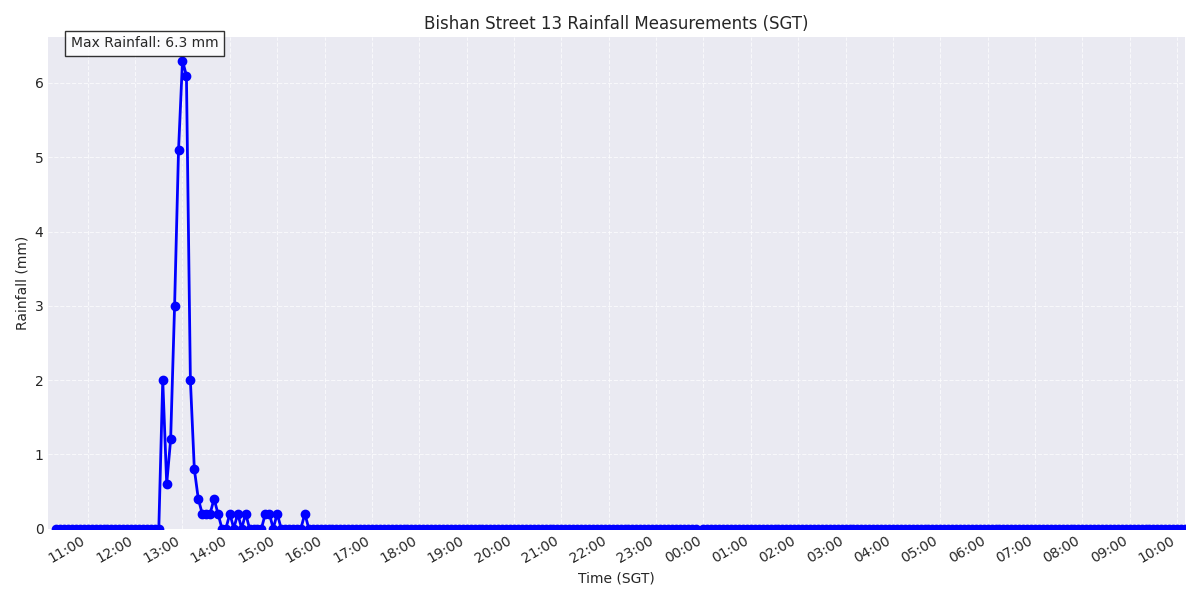 Bishan Street 13 Rainfall Measurements (SGT)
Max Rainfall: 6.3 mm
Rainfall (mm)
6
5
4
3
2
1
0
11:00 12:00 13:00 14:00 15:00 16:00 17:00 18:00 19:00 20:00 21:00 22:00 23:00 00:00 01:00 02:00 03:00 04:00 05:00 06:00 07:00 08:00 09:00 10:00
Time (SGT)